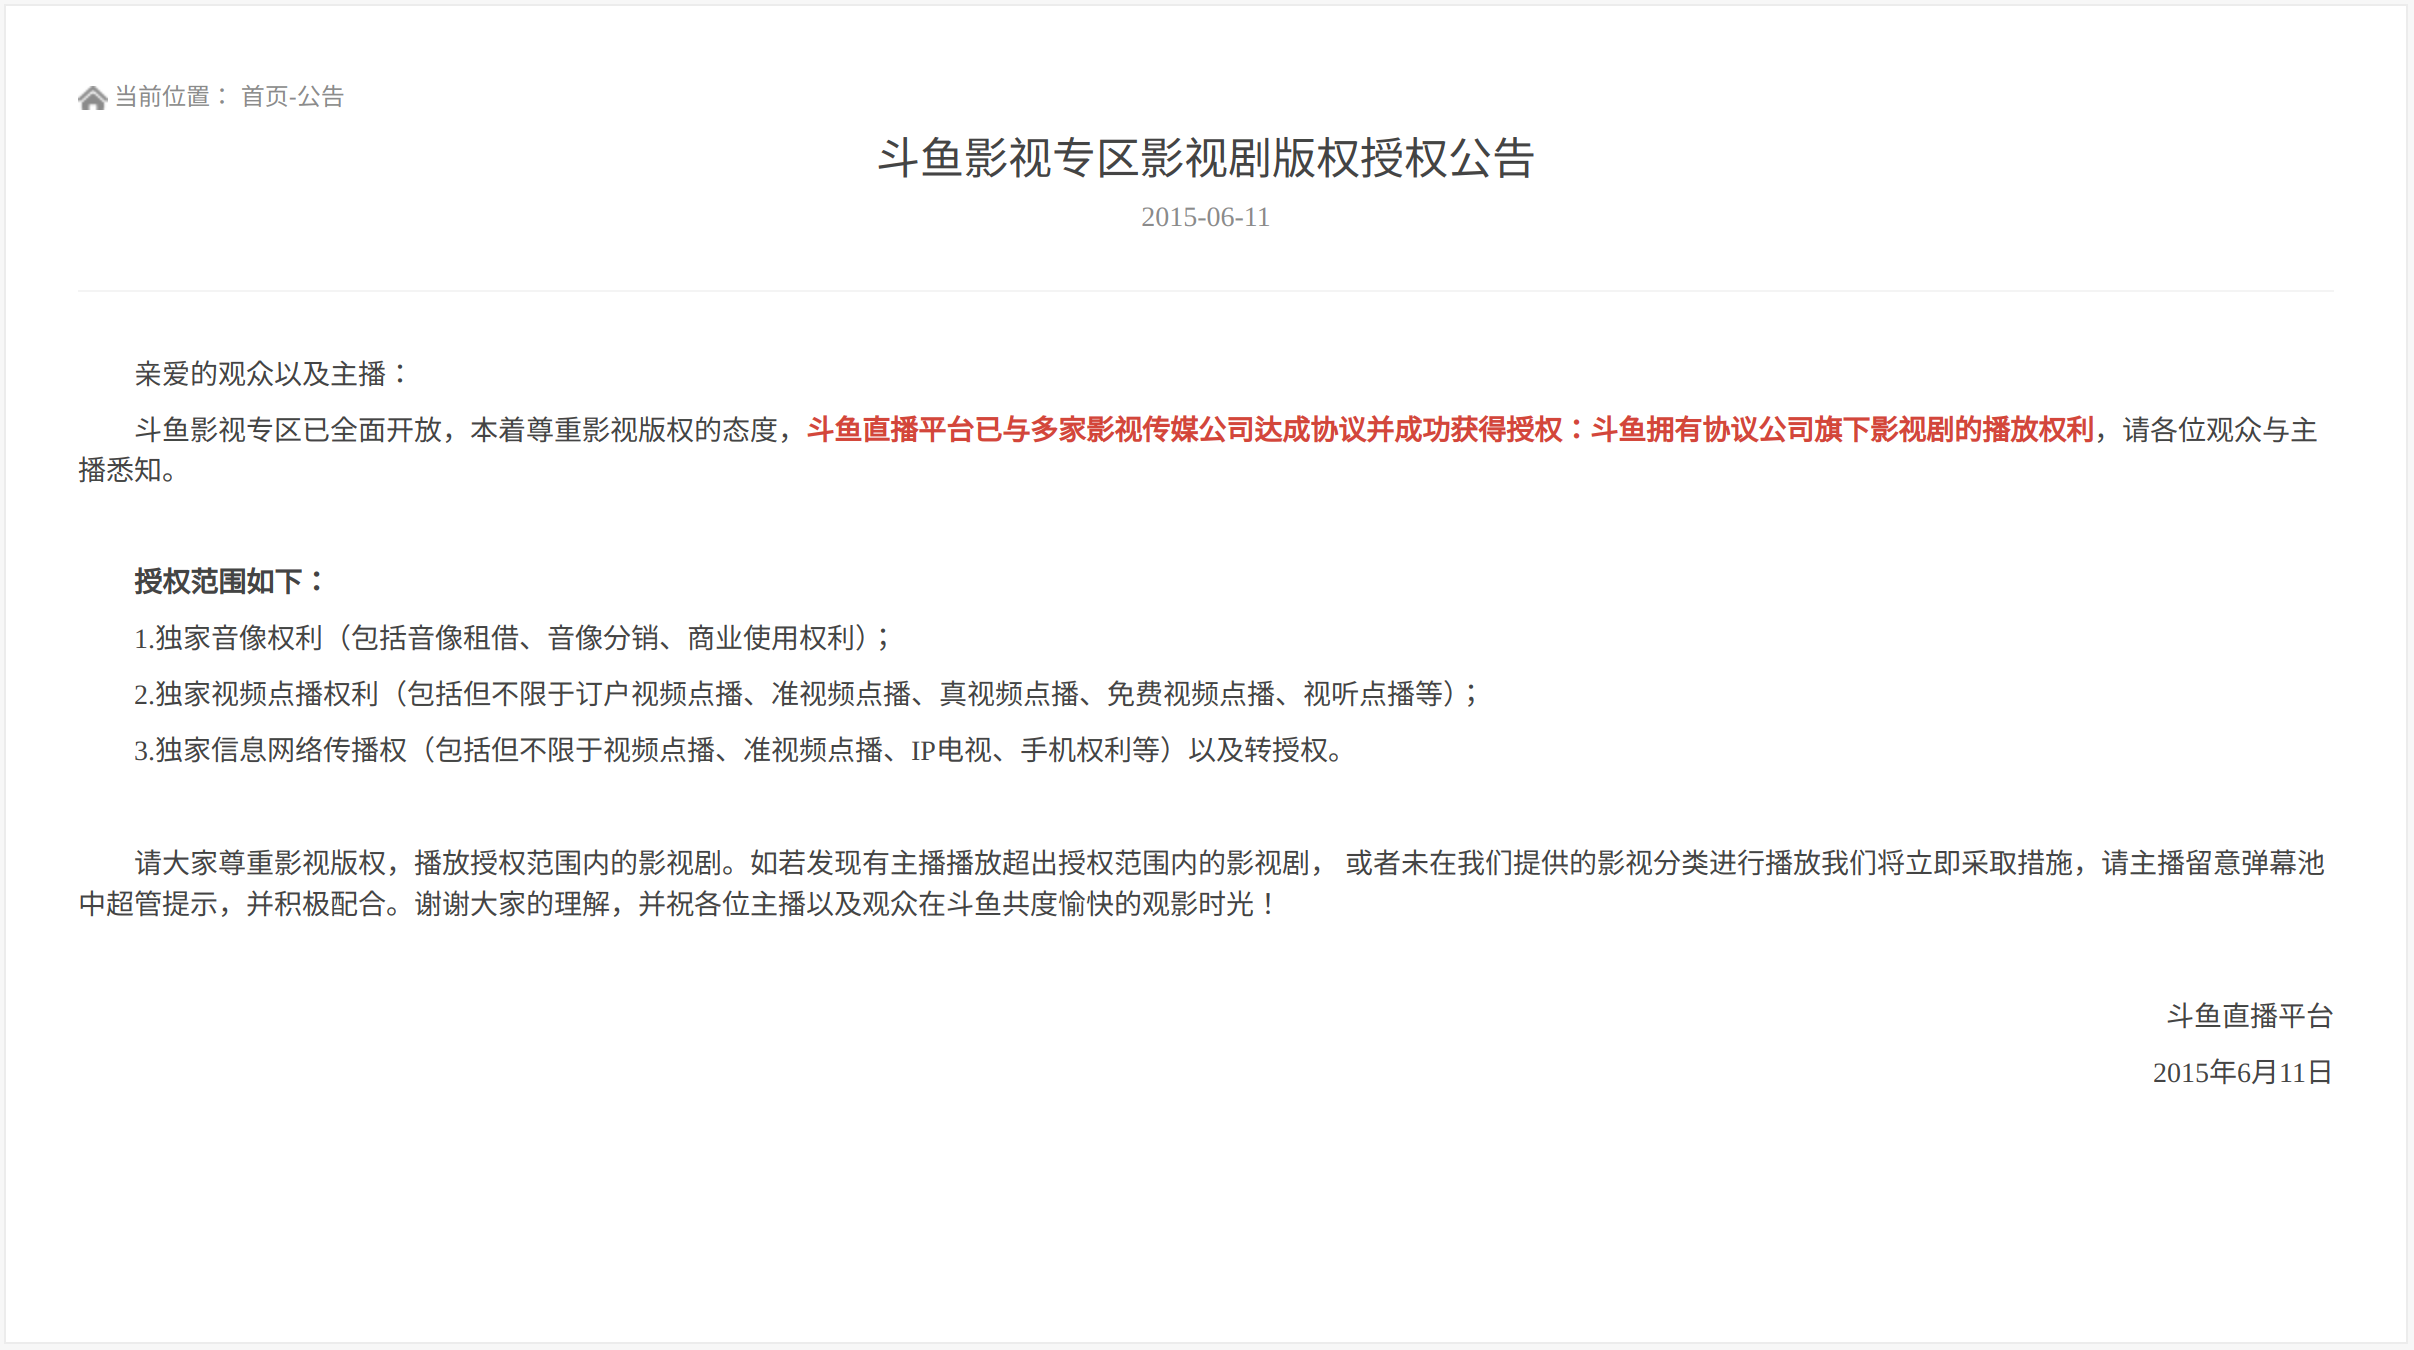 当前位置： 首页-公告
斗鱼影视专区影视剧版权授权公告
2015-06-11
亲爱的观众以及主播：
斗鱼影视专区已全面开放，本着尊重影视版权的态度，斗鱼直播平台已与多家影视传媒公司达成协议并成功获得授权：斗鱼拥有协议公司旗下影视剧的播放权利，请各位观众与主
播悉知。
授权范围如下：
1.独家音像权利（包括音像租借、音像分销、商业使用权利）；
2.独家视频点播权利（包括但不限于订户视频点播、准视频点播、真视频点播、免费视频点播、视听点播等）；
3.独家信息网络传播权（包括但不限于视频点播、准视频点播、IP电视、手机权利等）以及转授权。
请大家尊重影视版权，播放授权范围内的影视剧。如若发现有主播播放超出授权范围内的影视剧， 或者未在我们提供的影视分类进行播放我们将立即采取措施，请主播留意弹幕池
中超管提示，并积极配合。谢谢大家的理解，并祝各位主播以及观众在斗鱼共度愉快的观影时光！
斗鱼直播平台
2015年6月11日